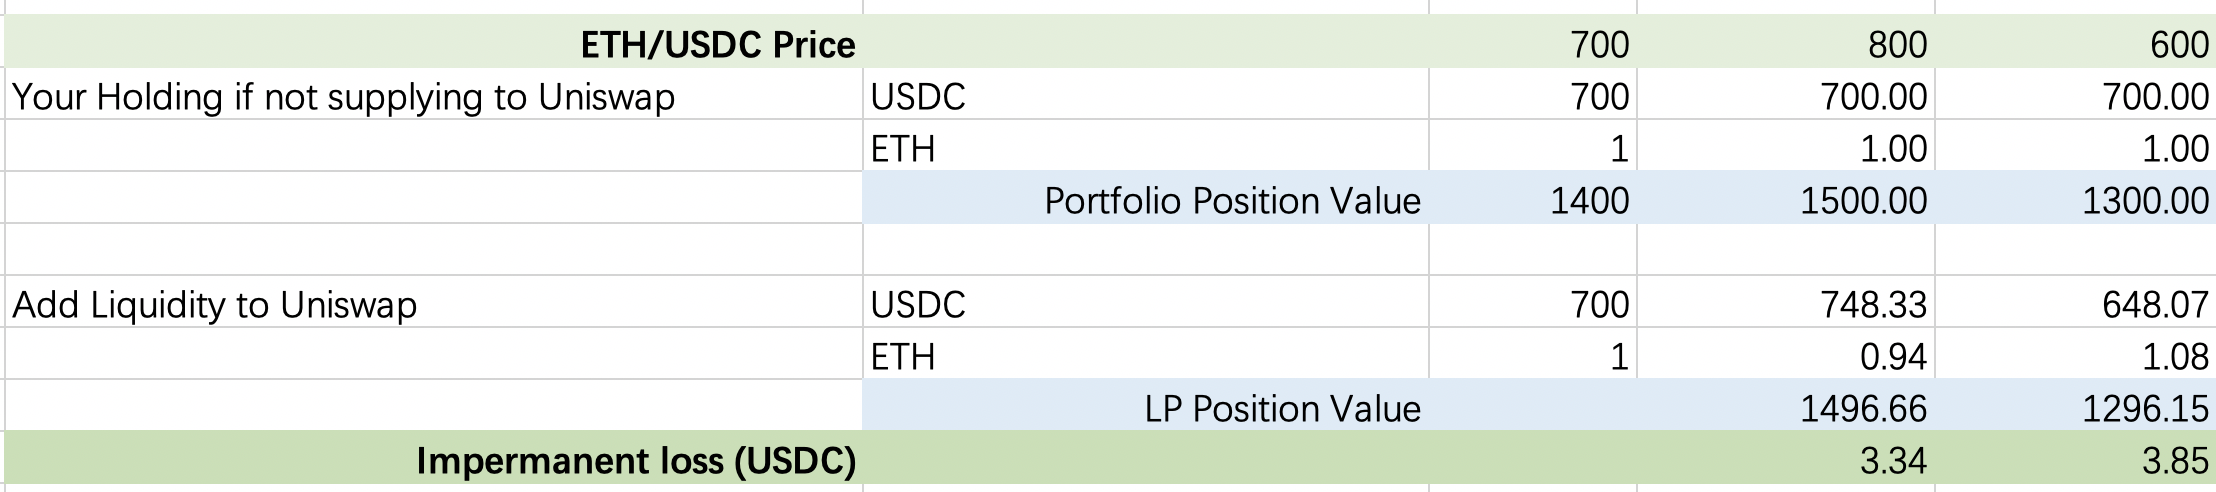 ETH/USDC Price 700 800 600
Your Holding if not supplying to Uniswap USDC 700 700.00 700.00
ETH 1 1.00 1.00
Portfolio Position Value 1400 1500.00 1300.00
Add Liquidity to Uniswap USDC 700 748.33 648.07
ETH 1 0.94 1.08
LP Position Value 1496.66 1296.15
Impermanent loss (USDC) 3.34 3.85